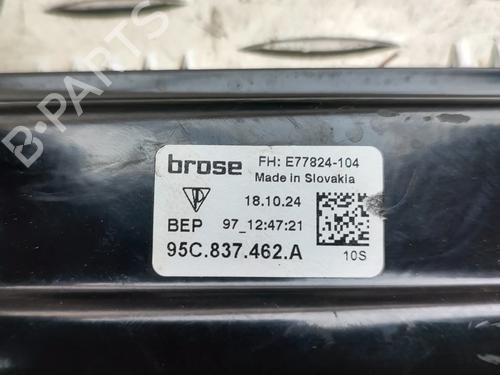 B-PARTS
brose FH: E77824-104
Made in Slovakia
18.10.24
BEP 97_12:47:21
95C.837.462.A
10S